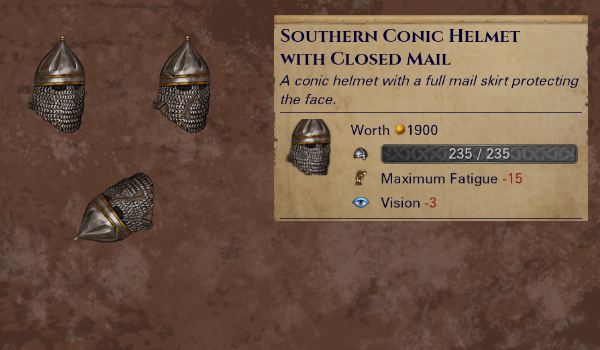 Southern Conic Helmet
with Closed Mail
A conic helmet with a full mail skirt protecting
the face.
Worth 1900
235 / 235
Maximum Fatigue -15
Vision -3